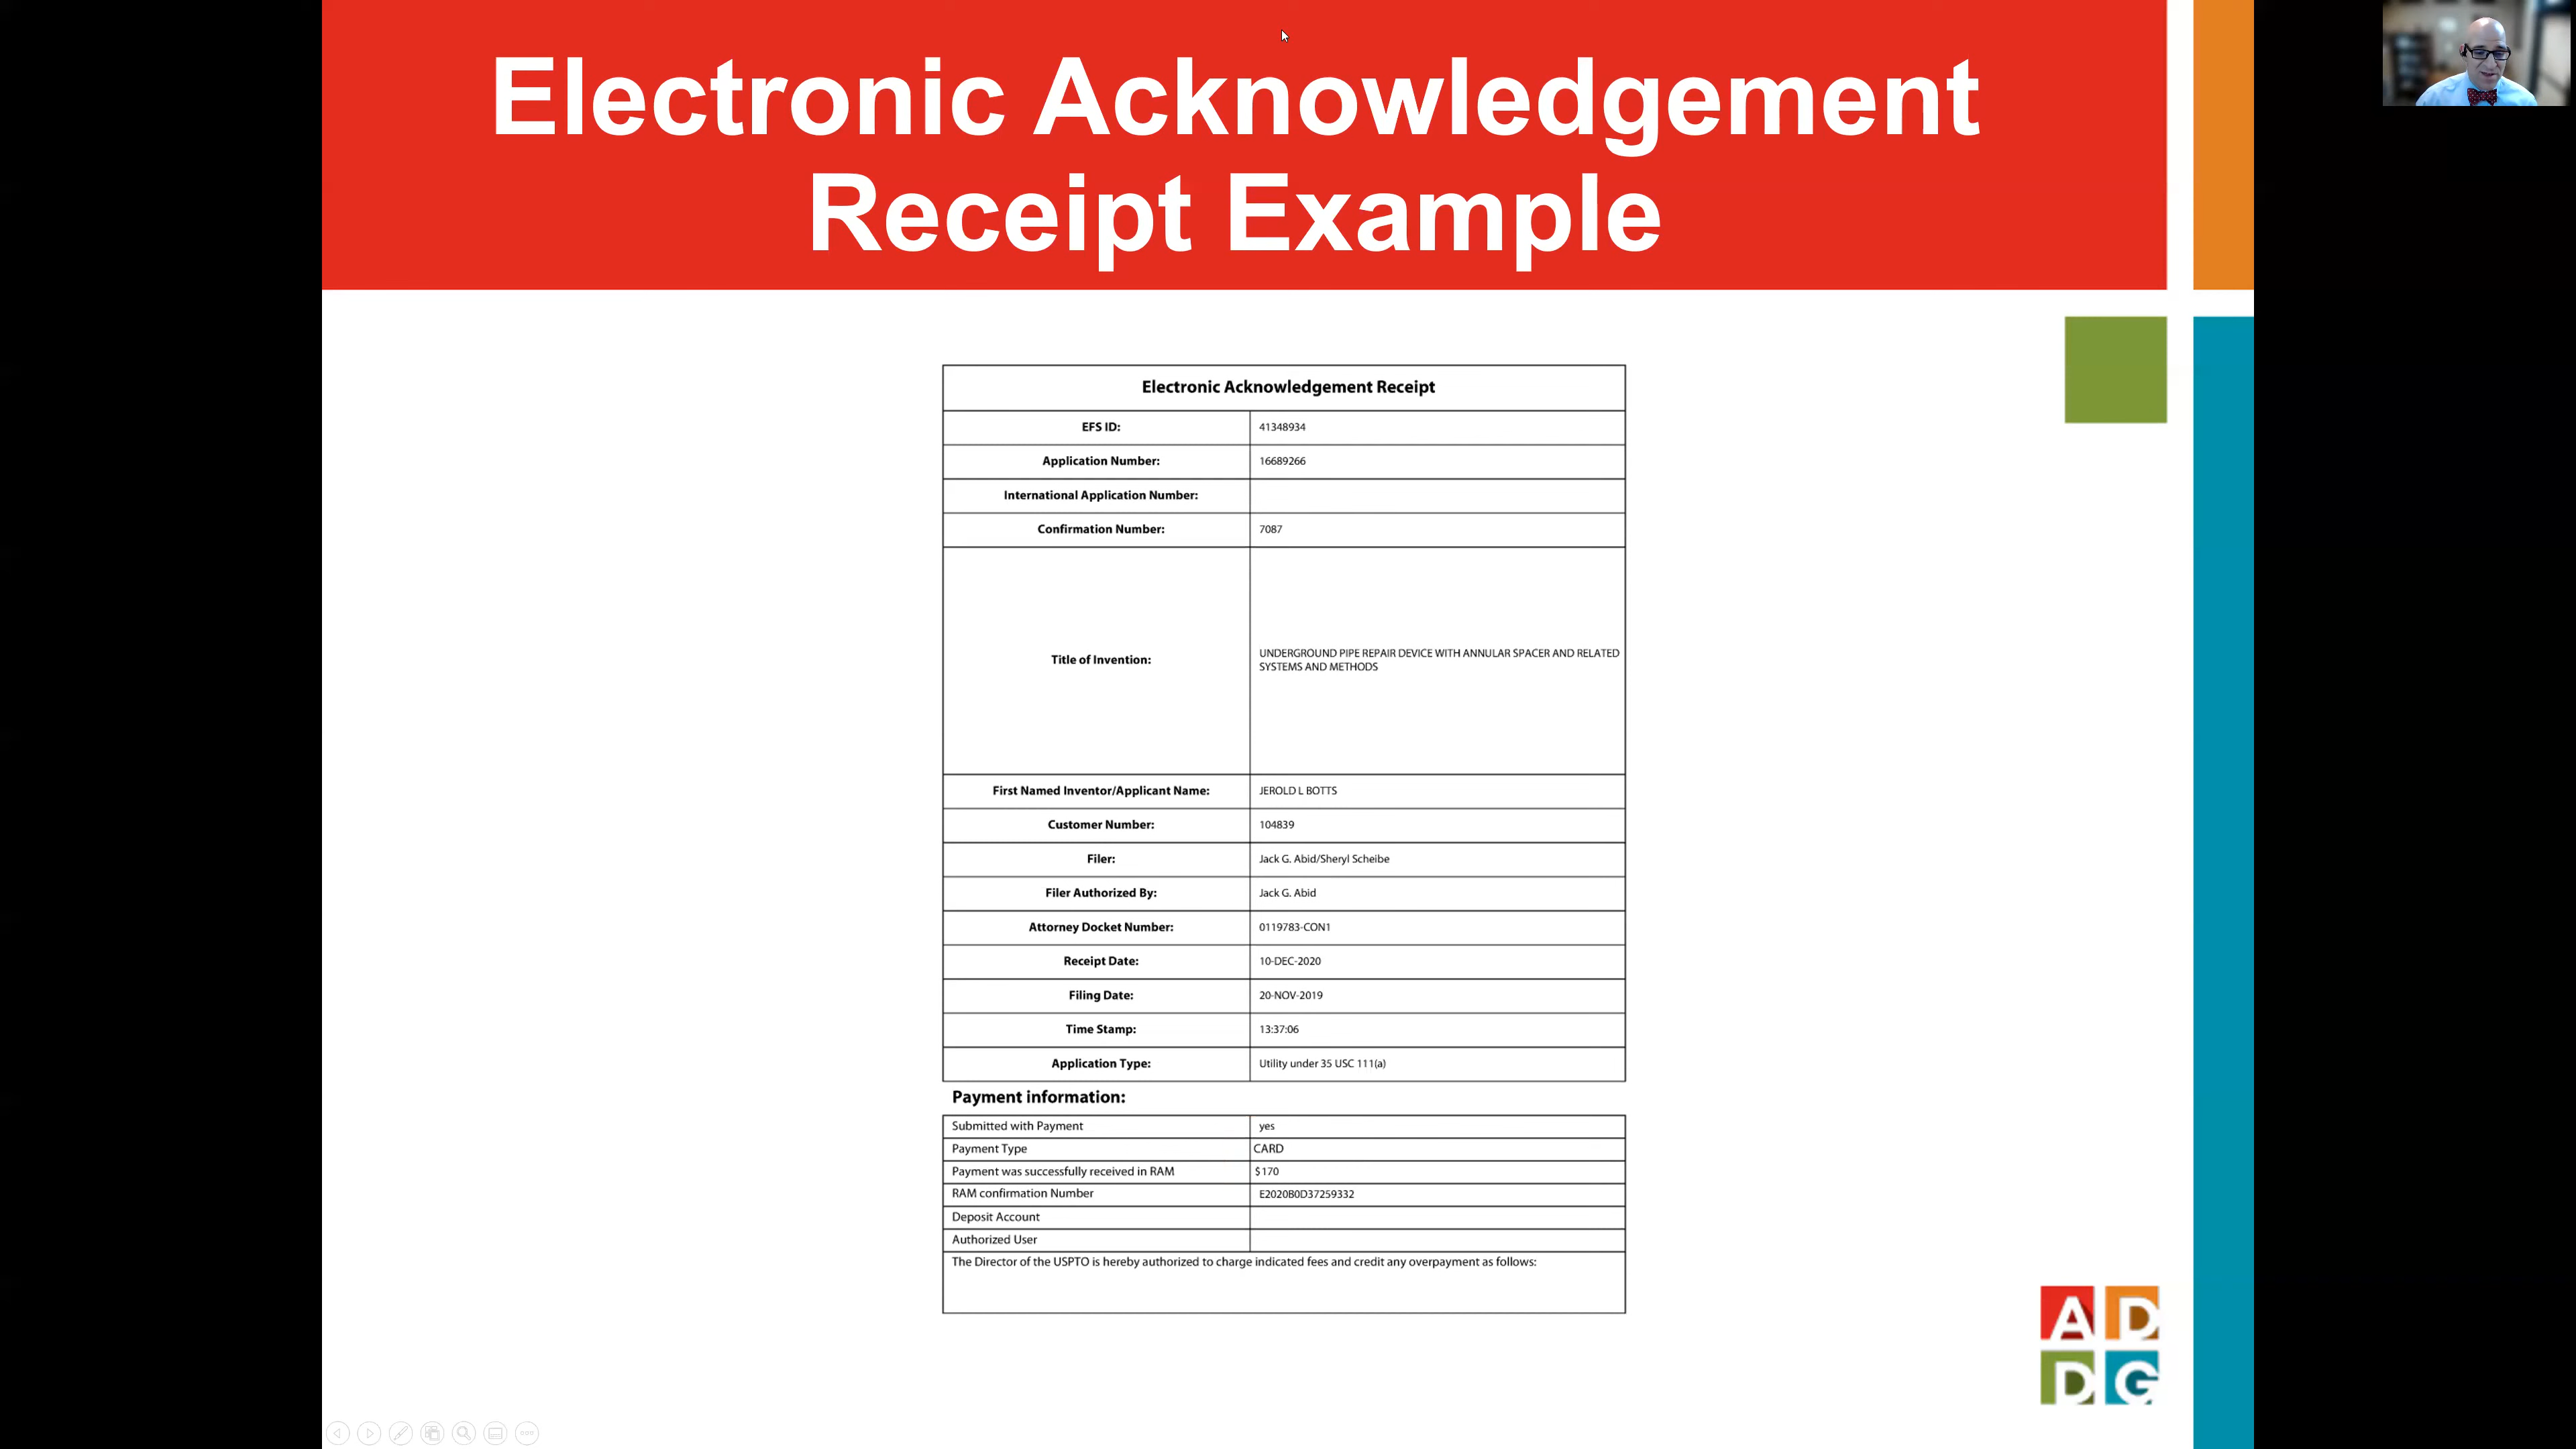 Electronic Acknowledgement
Receipt Example
Electronic Acknowledgement Receipt
EFS ID: 41348934
Application Number: 16689266
International Application Number:
Confirmation Number: 7087
Title of Invention: UNDERGROUND PIPE REPAIR DEVICE WITH ANNULAR SPACER AND RELATED
SYSTEMS AND METHODS
First Named Inventor/Applicant Name: JEROLD L BOTTS
Customer Number: 104839
Filer: Jack G. Abid/Sheryl Scheibe
Filer Authorized By: Jack G. Abid
Attorney Docket Number: 0119783-CON1
Receipt Date: 10-DEC-2020
Filing Date: 20-NOV-2019
Time Stamp: 13:37:06
Application Type: Utility under 35 USC 111(a)
Payment information:
Submitted with Payment yes
Payment Type CARD
Payment was successfully received in RAM $170
RAM confirmation Number E2020B0D37259332
Deposit Account
Authorized User
The Director of the USPTO is hereby authorized to charge indicated fees and credit any overpayment as follows:
A D
D G